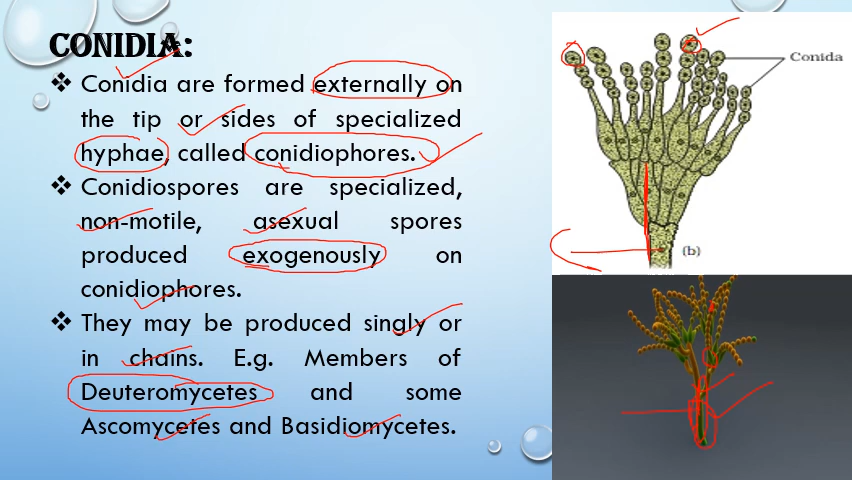 CONIDIA:
❖ Conidia are formed externally on
the tip or sides of specialized
hyphae, called conidiophores.
❖ Conidiospores are specialized,
non-motile, asexual spores
produced exogenously on
conidiophores.
❖ They may be produced singly or
in chains. E.g. Members of
Deuteromycetes and some
Ascomycetes and Basidiomycetes.
Conida
(b)